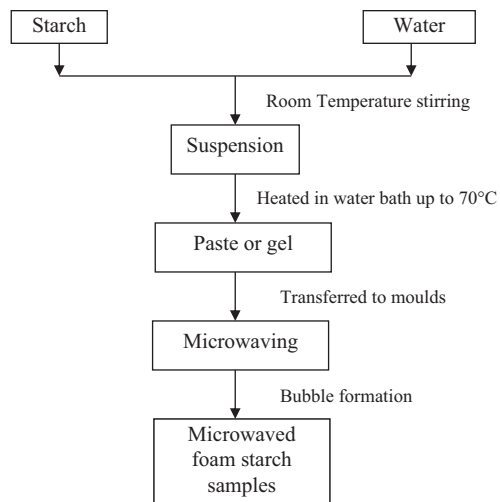 Starch
Water
Room Temperature stirring
Suspension
Heated in water bath up to 70°C
Paste or gel
Transferred to moulds
Microwaving
Bubble formation
Microwaved
foam starch
samples